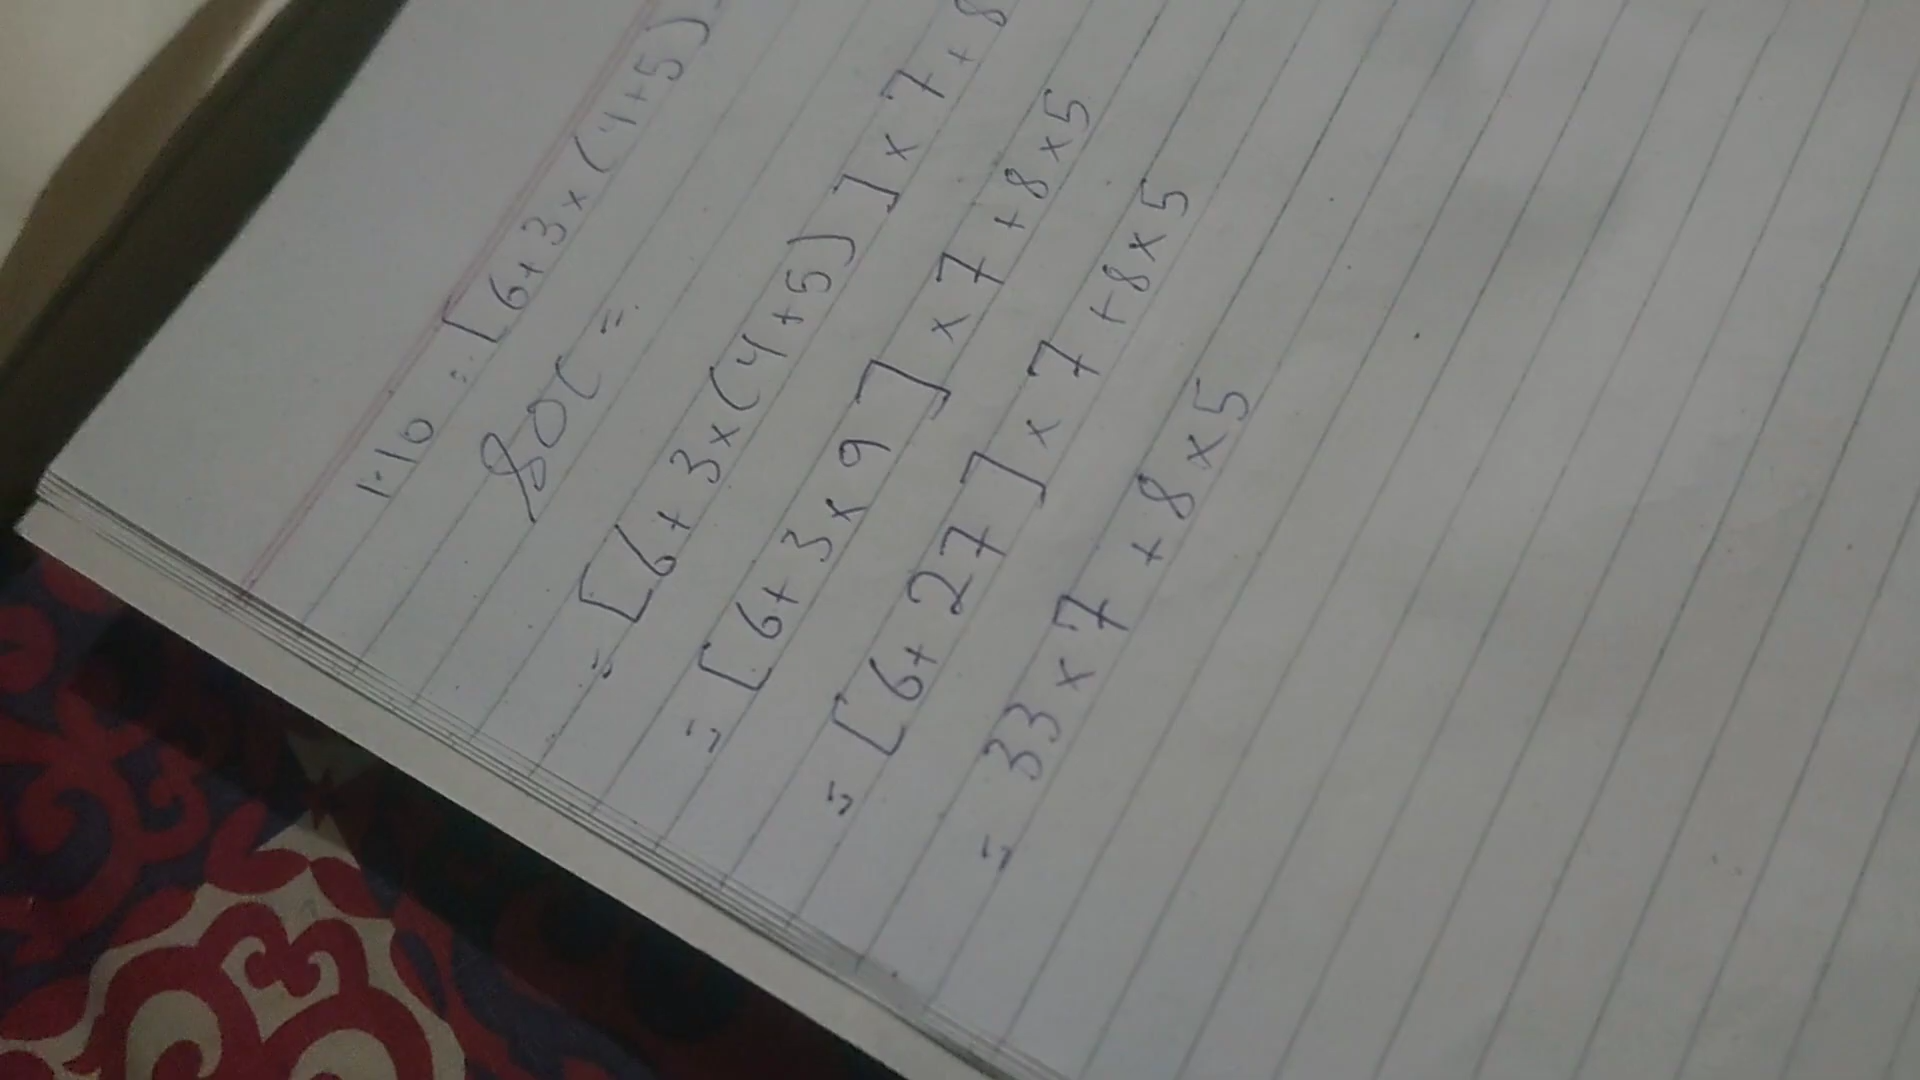 1.10 : [6+3×(4+5)
Sol =
= [6+3×(4+5)]×7+8
= [6+3×9]×7+8×5
= [6+27]×7+8×5
= 33×7+8×5